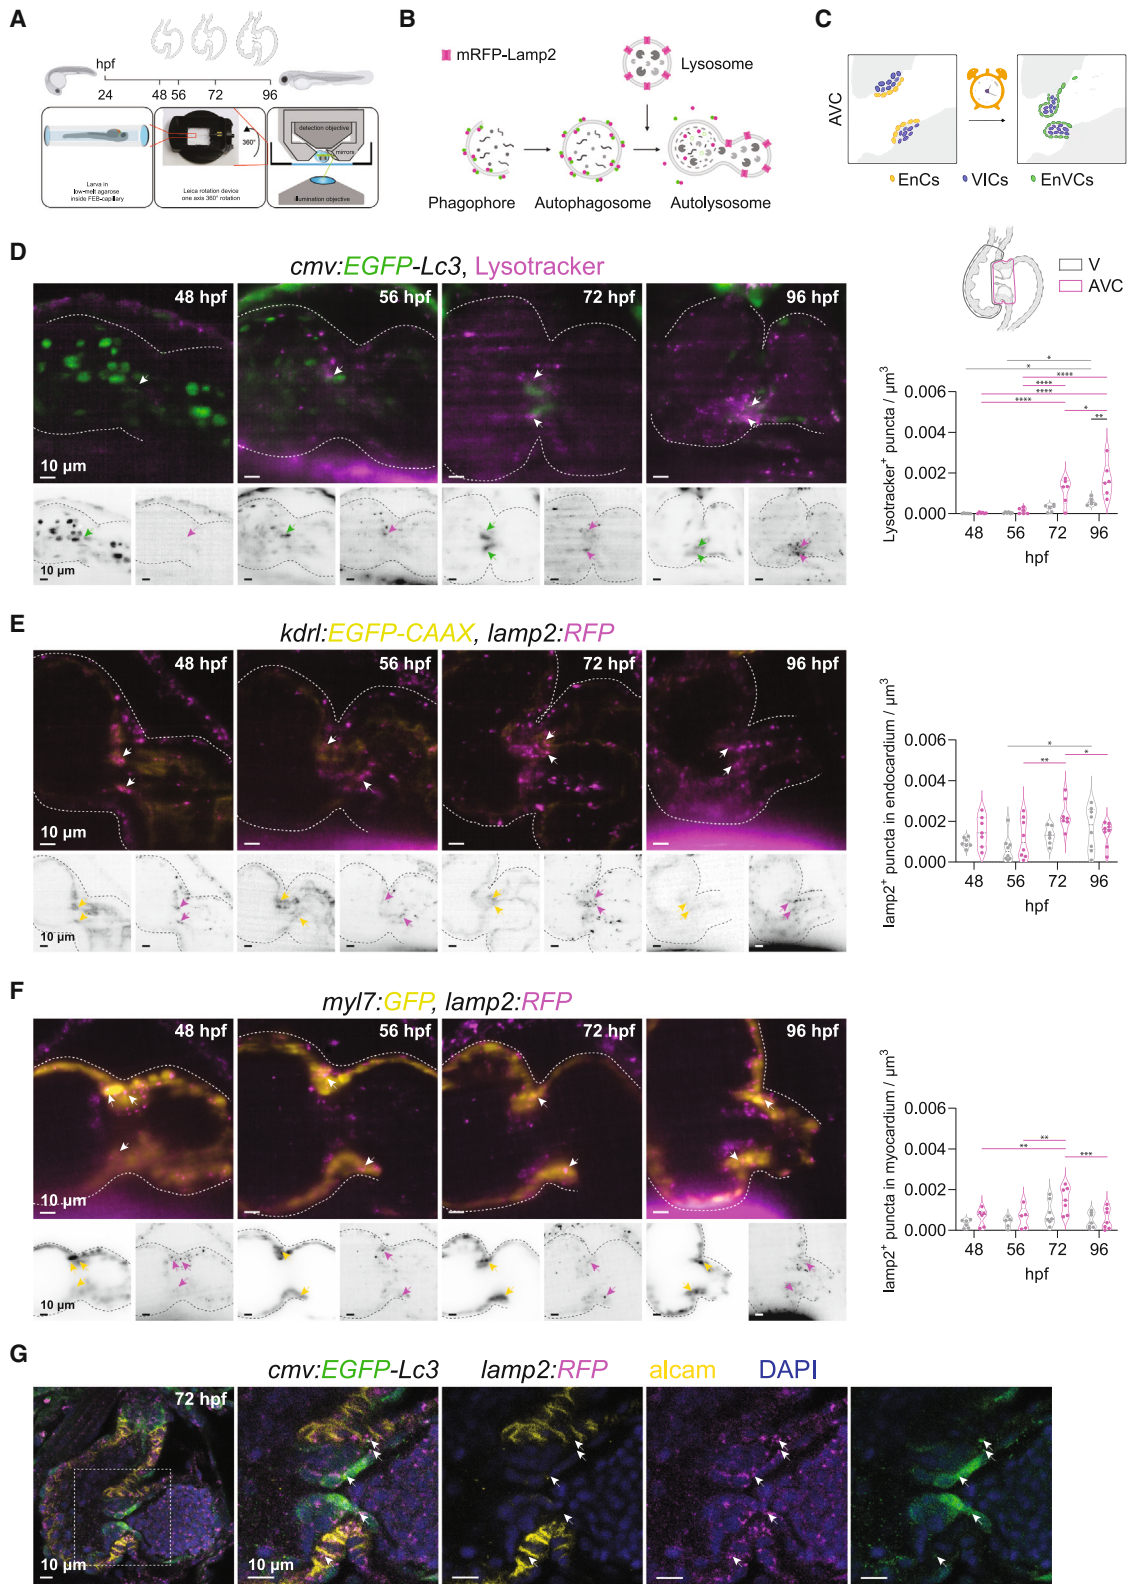 A
hpf
24 48 56 72 96
Larva in
low-melt agarose
inside FEB-capillary
360°
Leica rotation device
one axis 360° rotation
detection objective
mirrors
illumination objective
B
mRFP-Lamp2
Lysosome
Phagophore Autophagosome Autolysosome
C
AVC
EnCs VICs EnVCs
D
cmv:EGFP-Lc3, Lysotracker
48 hpf 56 hpf 72 hpf 96 hpf
10 µm
10 µm
V
AVC
Lysotracker+ puncta / µm3
*
*
****
****
****
****
*
**
0.006
0.004
0.002
0.000
48 56 72 96
hpf
E
kdrl:EGFP-CAAX, lamp2:RFP
48 hpf 56 hpf 72 hpf 96 hpf
10 µm
10 µm
lamp2+ puncta in endocardium / µm3
*
**
*
0.006
0.004
0.002
0.000
48 56 72 96
hpf
F
myl7:GFP, lamp2:RFP
48 hpf 56 hpf 72 hpf 96 hpf
10 µm
10 µm
lamp2+ puncta in myocardium / µm3
**
**
***
0.006
0.004
0.002
0.000
48 56 72 96
hpf
G
cmv:EGFP-Lc3 lamp2:RFP alcam DAPI
72 hpf
10 µm 10 µm